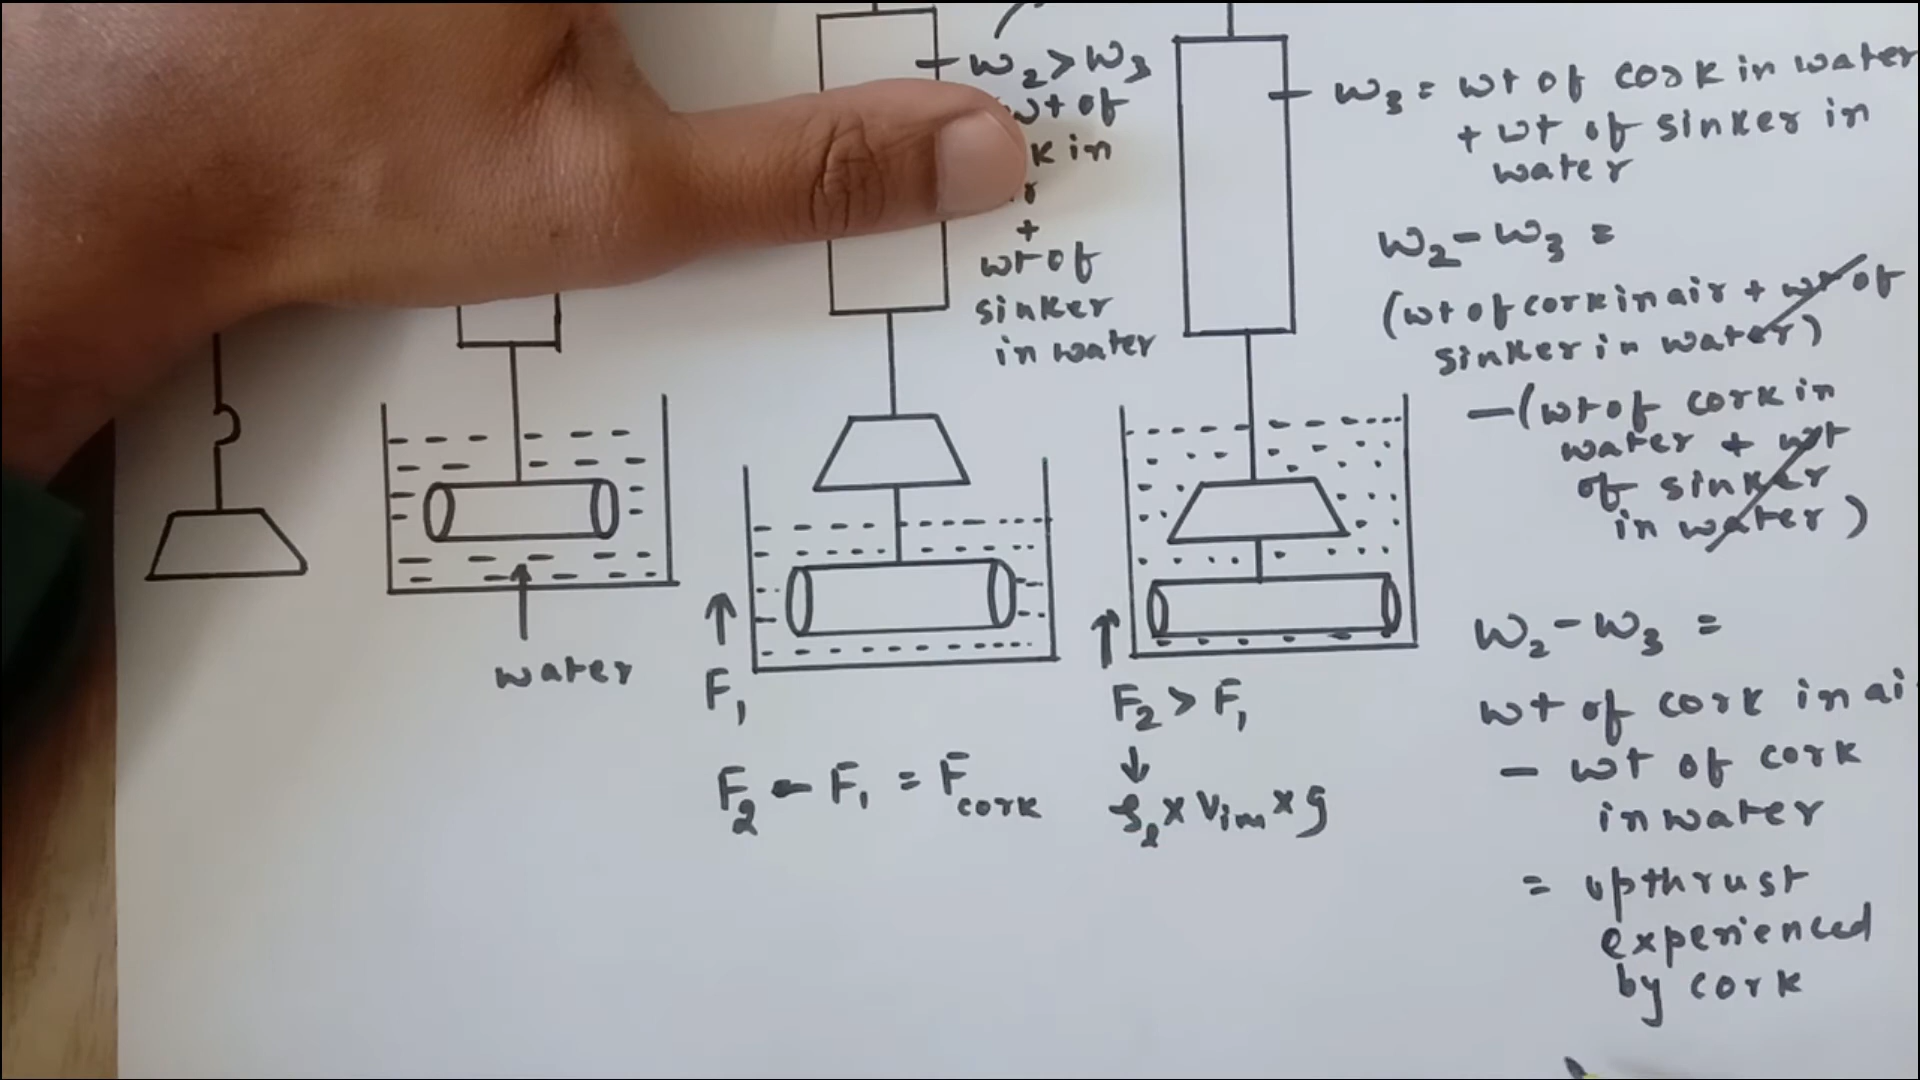 w₂ > w₃
wt of
k in
r
+
wt of
sinker
in water
w₃ = wt of cork in water
+ wt of sinker in
water
w₂ - w₃ =
(wt of cork in air + wt of
sinker in water)
- (wt of cork in
water + wt
of sinker
in water)
w₂ - w₃ =
wt of cork in ai
- wt of cork
in water
= upthrust
experienced
by cork
water
F₁
F₂ > F₁
↓
ρₗ x Vim x g
F₂ - F₁ = F cork